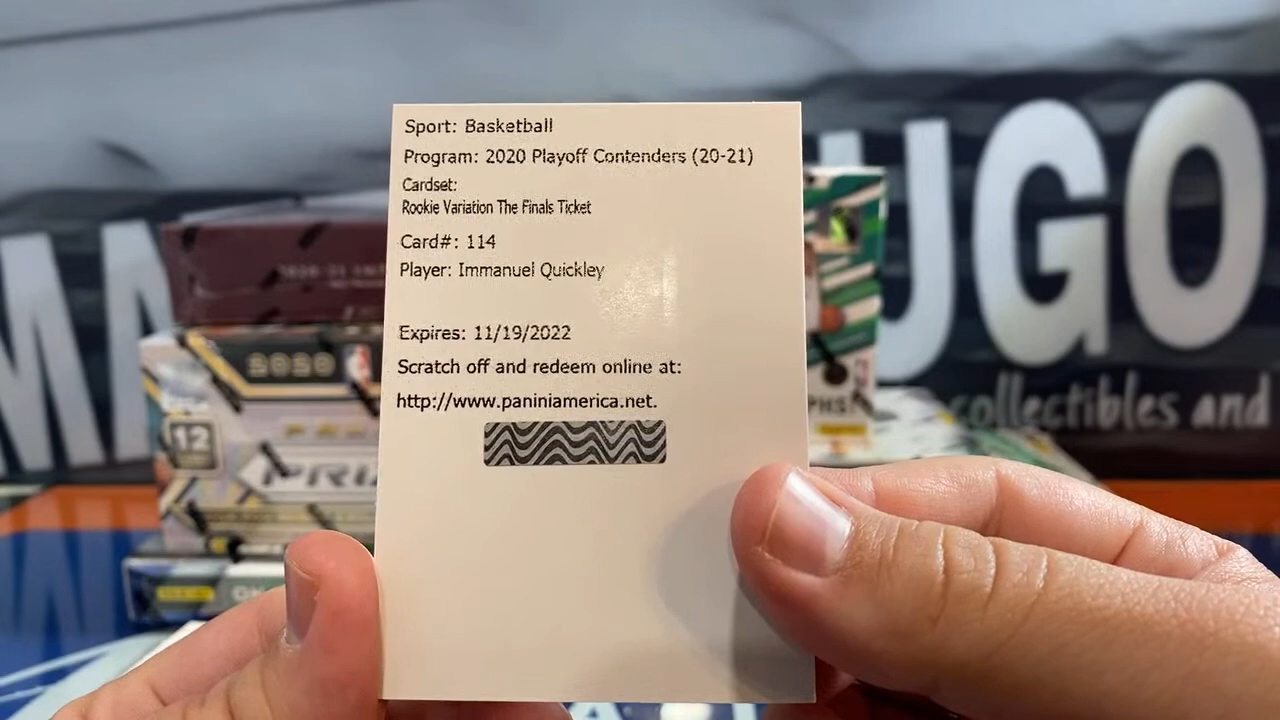 Sport: Basketball
Program: 2020 Playoff Contenders (20-21)
Cardset:
Rookie Variation The Finals Ticket
Card#: 114
Player: Immanuel Quickley
Expires: 11/19/2022
Scratch off and redeem online at:
http://www.paniniamerica.net.
UGO
collectibles and
2020
12